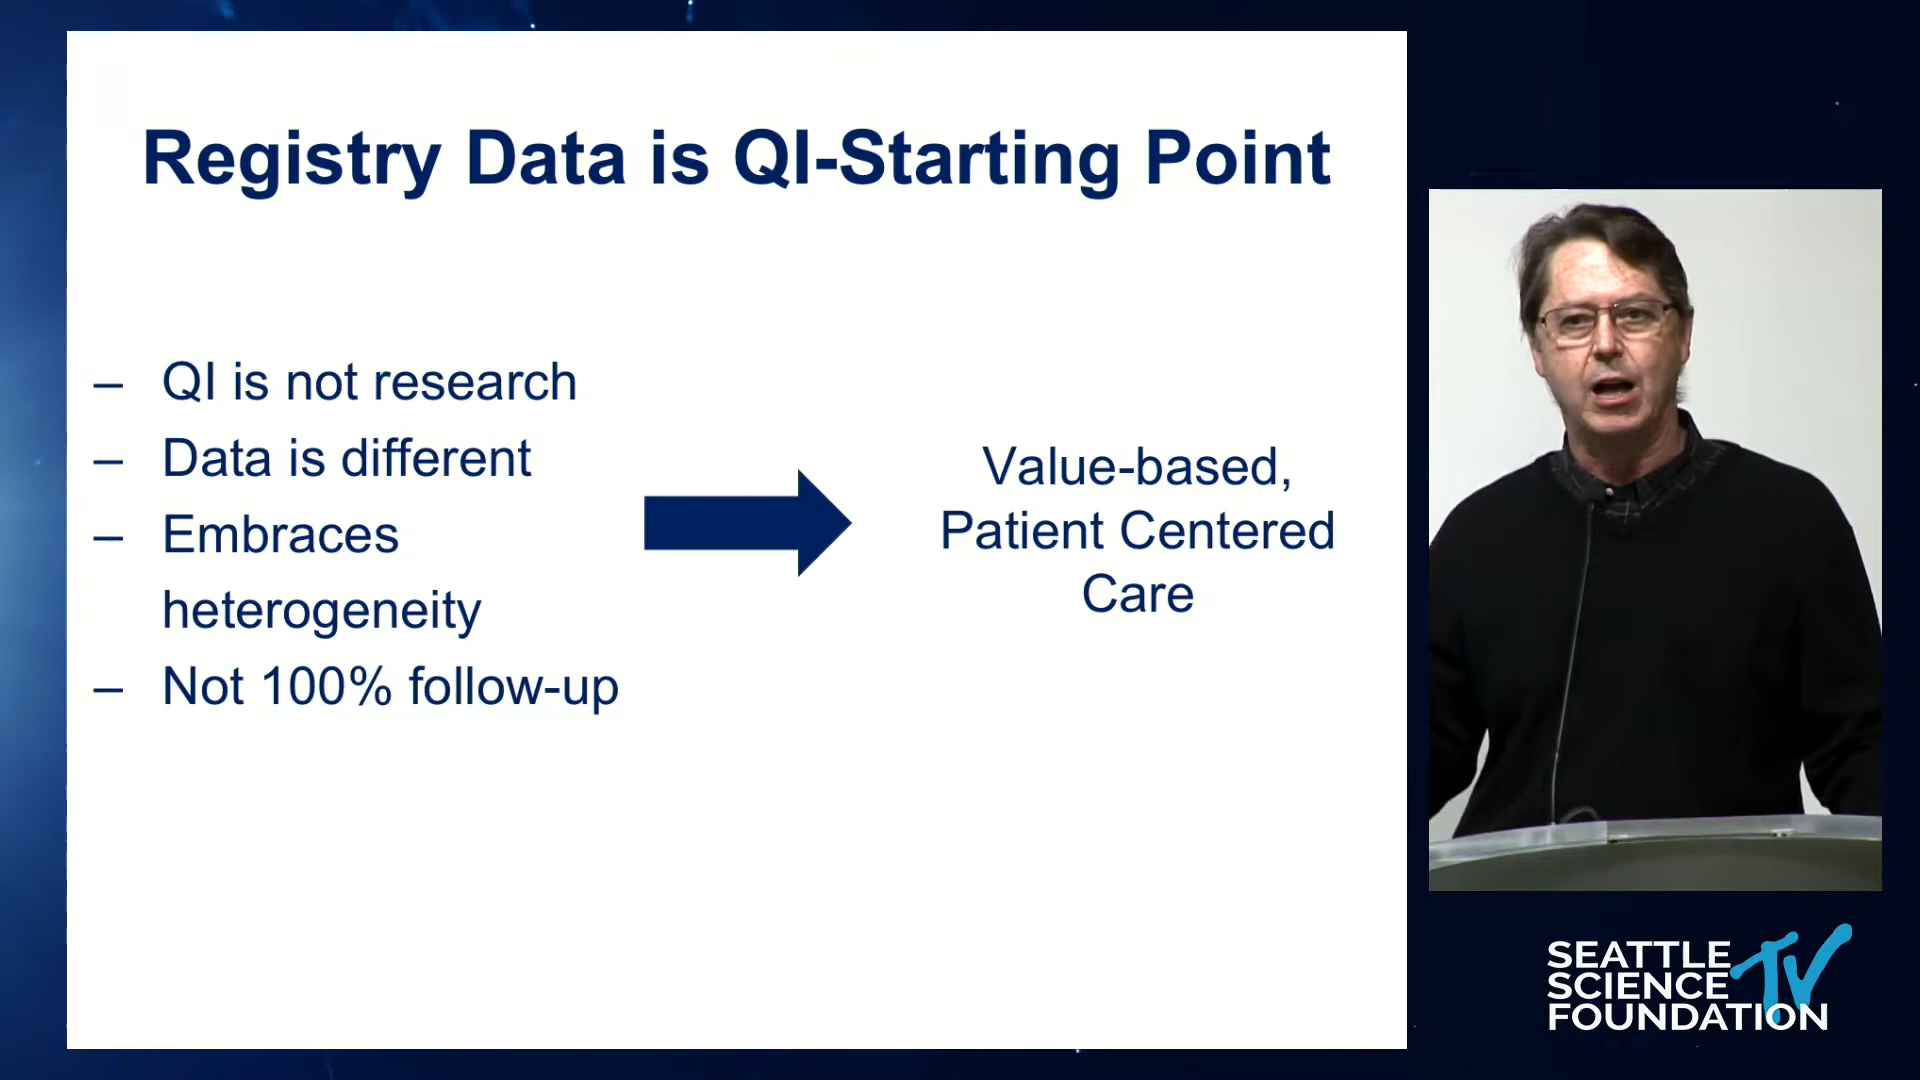 Registry Data is QI-Starting Point
– QI is not research
– Data is different
– Embraces
heterogeneity
– Not 100% follow-up
Value-based,
Patient Centered
Care
SEATTLE
SCIENCE TV
FOUNDATION